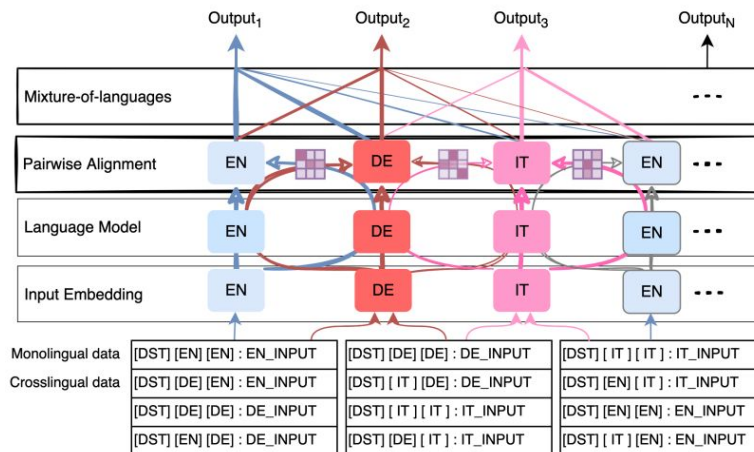 Output1 Output2 Output3 OutputN
Mixture-of-languages ...
Pairwise Alignment EN DE IT EN ...
Language Model EN DE IT EN ...
Input Embedding EN DE IT EN ...
Monolingual data [DST] [EN] [EN] : EN_INPUT [DST] [DE] [DE] : DE_INPUT [DST] [ IT ] [ IT ] : IT_INPUT
Crosslingual data [DST] [DE] [EN] : EN_INPUT [DST] [ IT ] [DE] : DE_INPUT [DST] [EN] [ IT ] : IT_INPUT
[DST] [DE] [DE] : DE_INPUT [DST] [ IT ] [ IT ] : IT_INPUT [DST] [EN] [EN] : EN_INPUT
[DST] [EN] [DE] : DE_INPUT [DST] [DE] [ IT ] : IT_INPUT [DST] [ IT ] [EN] : EN_INPUT